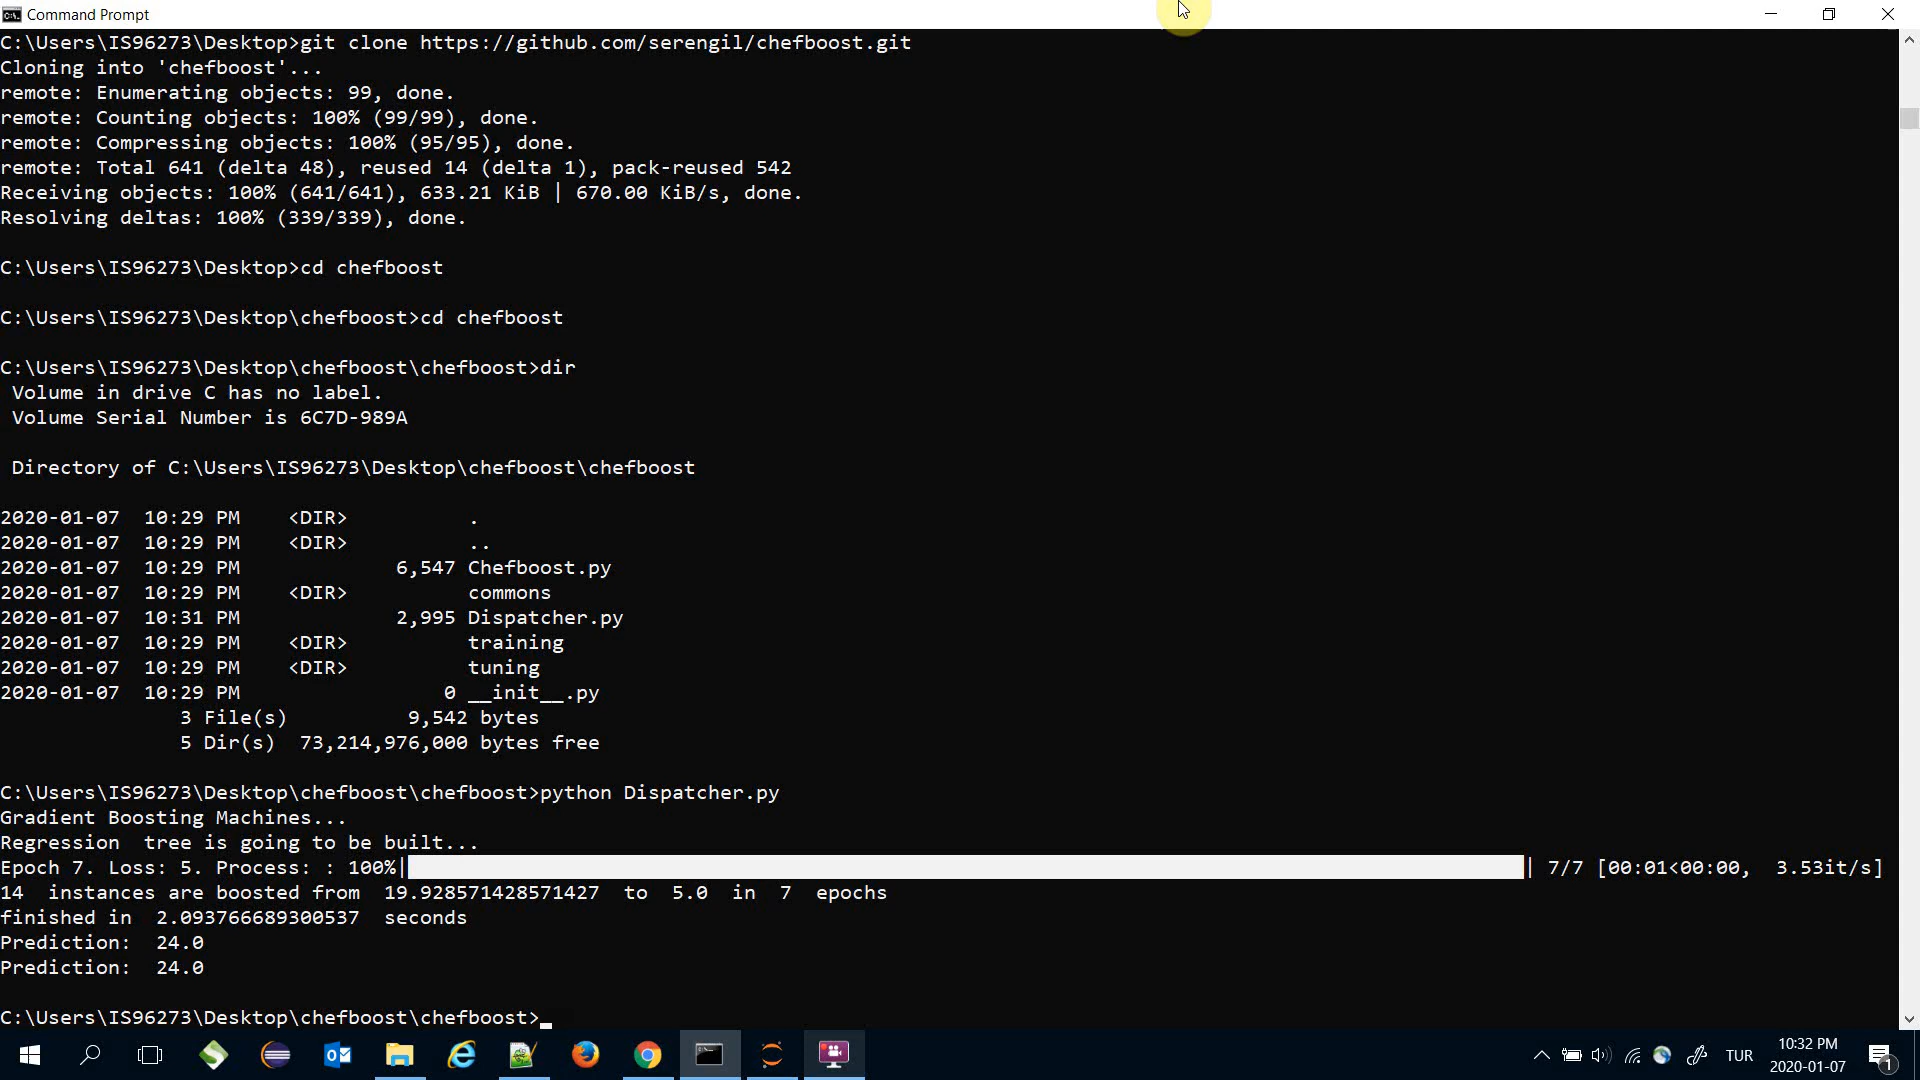 Command Prompt
C:\Users\IS96273\Desktop>git clone https://github.com/serengil/chefboost.git
Cloning into 'chefboost'...
remote: Enumerating objects: 99, done.
remote: Counting objects: 100% (99/99), done.
remote: Compressing objects: 100% (95/95), done.
remote: Total 641 (delta 48), reused 14 (delta 1), pack-reused 542
Receiving objects: 100% (641/641), 633.21 KiB | 670.00 KiB/s, done.
Resolving deltas: 100% (339/339), done.
C:\Users\IS96273\Desktop>cd chefboost
C:\Users\IS96273\Desktop\chefboost>cd chefboost
C:\Users\IS96273\Desktop\chefboost\chefboost>dir
Volume in drive C has no label.
Volume Serial Number is 6C7D-989A
Directory of C:\Users\IS96273\Desktop\chefboost\chefboost
2020-01-07  10:29 PM    <DIR>          .
2020-01-07  10:29 PM    <DIR>          ..
2020-01-07  10:29 PM             6,547 Chefboost.py
2020-01-07  10:29 PM    <DIR>          commons
2020-01-07  10:31 PM             2,995 Dispatcher.py
2020-01-07  10:29 PM    <DIR>          training
2020-01-07  10:29 PM    <DIR>          tuning
2020-01-07  10:29 PM                 0 __init__.py
3 File(s)          9,542 bytes
5 Dir(s)  73,214,976,000 bytes free
C:\Users\IS96273\Desktop\chefboost\chefboost>python Dispatcher.py
Gradient Boosting Machines...
Regression  tree is going to be built...
Epoch 7. Loss: 5. Process: : 100%| | 7/7 [00:01<00:00,  3.53it/s]
14  instances are boosted from  19.928571428571427  to  5.0  in  7  epochs
finished in  2.093766689300537  seconds
Prediction:  24.0
Prediction:  24.0
C:\Users\IS96273\Desktop\chefboost\chefboost>
TUR
10:32 PM
2020-01-07
1